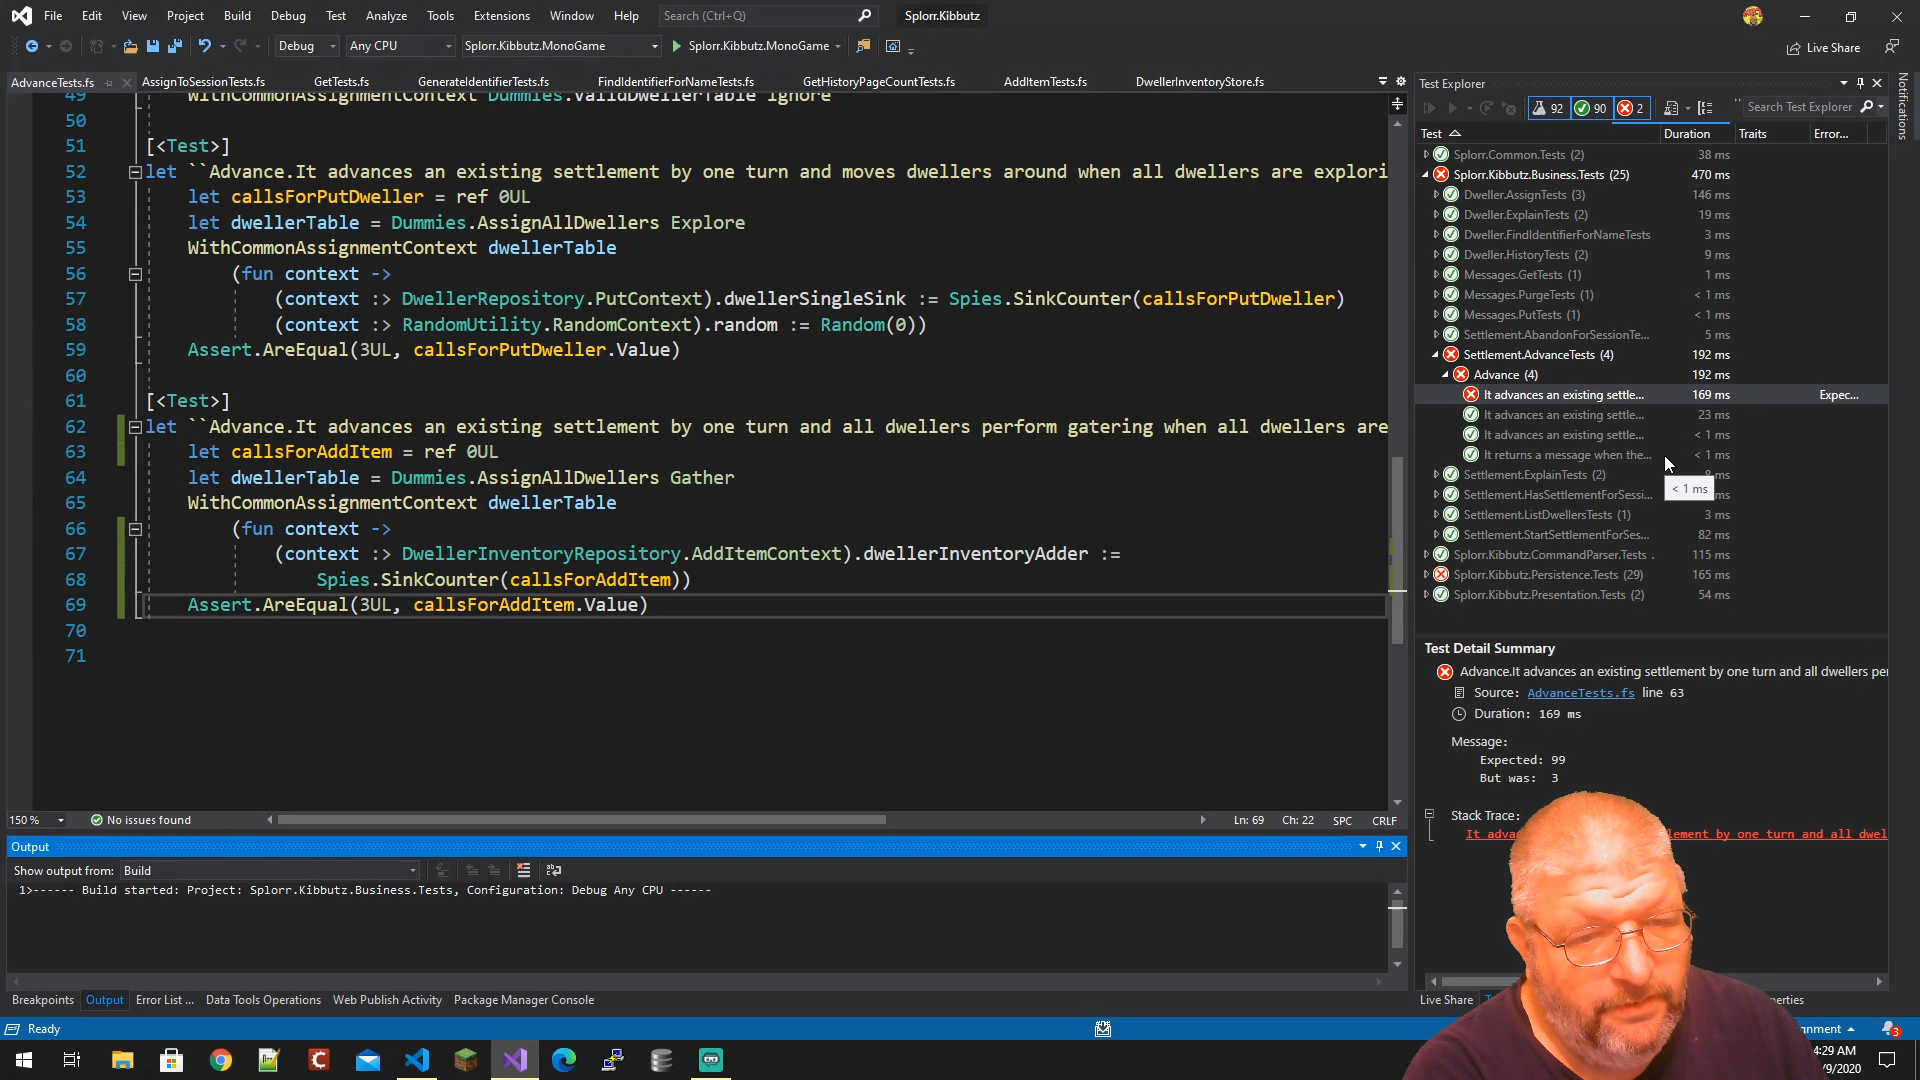 File Edit View Project Build Debug Test Analyze Tools Extensions Window Help Search (Ctrl+Q) Splorr.Kibbutz
Debug Any CPU Splorr.Kibbutz.MonoGame Splorr.Kibbutz.MonoGame Live Share
AdvanceTests.fs AssignToSessionTests.fs GetTests.fs GenerateIdentifierTests.fs FindIdentifierForNameTests.fs GetHistoryPageCountTests.fs AddItemTests.fs DwellerInventoryStore.fs
49 WithCommonAssignmentContext Dummies.ValidDwellerTable ignore
50
51 [<Test>]
52 let ``Advance.It advances an existing settlement by one turn and moves dwellers around when all dwellers are explori
53 let callsForPutDweller = ref 0UL
54 let dwellerTable = Dummies.AssignAllDwellers Explore
55 WithCommonAssignmentContext dwellerTable
56 (fun context ->
57 (context :> DwellerRepository.PutContext).dwellerSingleSink := Spies.SinkCounter(callsForPutDweller)
58 (context :> RandomUtility.RandomContext).random := Random(0))
59 Assert.AreEqual(3UL, callsForPutDweller.Value)
60
61 [<Test>]
62 let ``Advance.It advances an existing settlement by one turn and all dwellers perform gatering when all dwellers are
63 let callsForAddItem = ref 0UL
64 let dwellerTable = Dummies.AssignAllDwellers Gather
65 WithCommonAssignmentContext dwellerTable
66 (fun context ->
67 (context :> DwellerInventoryRepository.AddItemContext).dwellerInventoryAdder :=
68 Spies.SinkCounter(callsForAddItem))
69 Assert.AreEqual(3UL, callsForAddItem.Value)
70
71
150 % No issues found Ln: 69 Ch: 22 SPC CRLF
Output
Show output from: Build
1>------ Build started: Project: Splorr.Kibbutz.Business.Tests, Configuration: Debug Any CPU ------
Breakpoints Output Error List ... Data Tools Operations Web Publish Activity Package Manager Console
Ready
Test Explorer
92 90 2 Search Test Explorer
Test Duration Traits Error...
Splorr.Common.Tests (2) 38 ms
Splorr.Kibbutz.Business.Tests (25) 470 ms
Dweller.AssignTests (3) 146 ms
Dweller.ExplainTests (2) 19 ms
Dweller.FindIdentifierForNameTests 3 ms
Dweller.HistoryTests (2) 9 ms
Messages.GetTests (1) 1 ms
Messages.PurgeTests (1) < 1 ms
Messages.PutTests (1) < 1 ms
Settlement.AbandonForSessionTe... 5 ms
Settlement.AdvanceTests (4) 192 ms
Advance (4) 192 ms
It advances an existing settle... 169 ms Expec...
It advances an existing settle... 23 ms
It advances an existing settle... < 1 ms
It returns a message when the... < 1 ms
Settlement.ExplainTests (2) ms
< 1 ms
Settlement.HasSettlementForSessi... ms
Settlement.ListDwellersTests (1) 3 ms
Settlement.StartSettlementForSes... 82 ms
Splorr.Kibbutz.CommandParser.Tests . 115 ms
Splorr.Kibbutz.Persistence.Tests (29) 165 ms
Splorr.Kibbutz.Presentation.Tests (2) 54 ms
Test Detail Summary
Advance.It advances an existing settlement by one turn and all dwellers per
Source: AdvanceTests.fs line 63
Duration: 169 ms
Message:
Expected: 99
But was: 3
Stack Trace:
It adva lement by one turn and all dwel
Live Share T perties
Notifications
gnment 3
4:29 AM
/9/2020